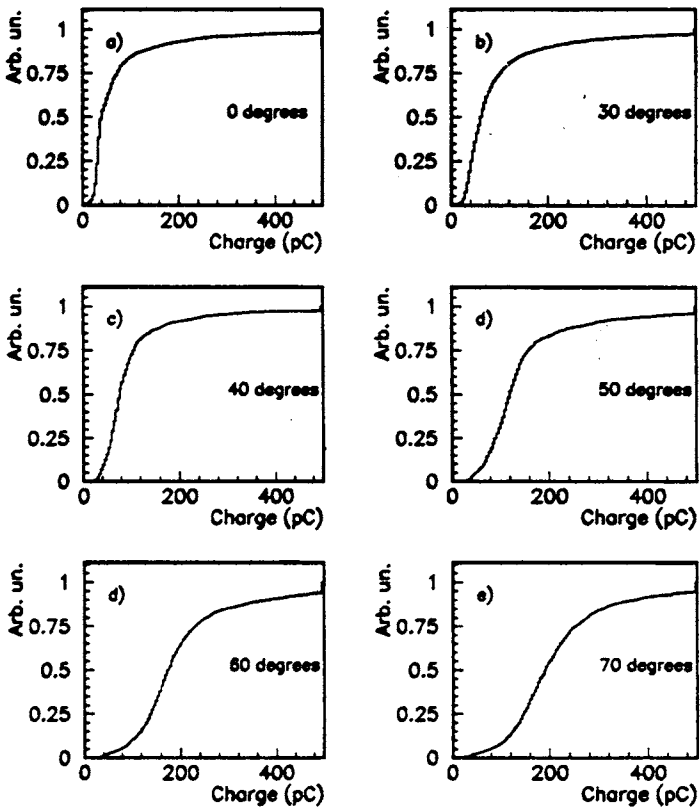 Arb. un.
1
0.75
0.5
0.25
0
a)
0 degrees
0 200 400
Charge (pC)
Arb. un.
1
0.75
0.5
0.25
0
b)
30 degrees
0 200 400
Charge (pC)
Arb. un.
1
0.75
0.5
0.25
0
c)
40 degrees
0 200 400
Charge (pC)
Arb. un.
1
0.75
0.5
0.25
0
d)
50 degrees
0 200 400
Charge (pC)
Arb. un.
1
0.75
0.5
0.25
0
d)
60 degrees
0 200 400
Charge (pC)
Arb. un.
1
0.75
0.5
0.25
0
e)
70 degrees
0 200 400
Charge (pC)